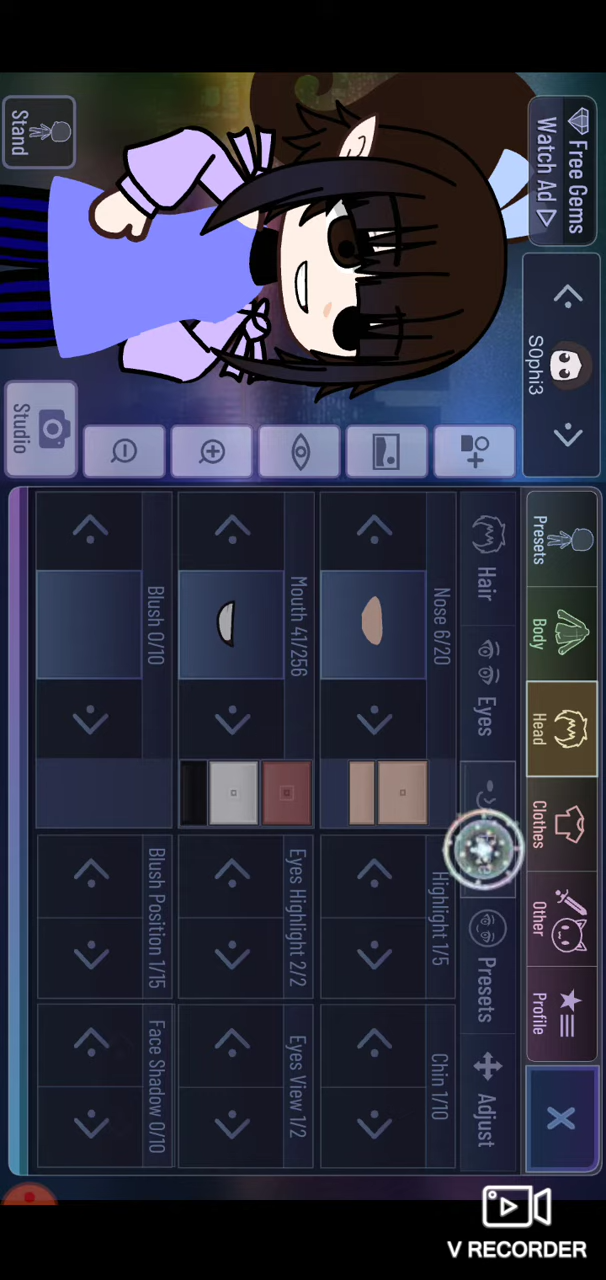 Free Gems
Watch Ad
S0phi3
Stand
Studio
Presets
Body
Head
Clothes
Other
Profile
X
Hair
Eyes
Presets
Adjust
Nose 6/20
Highlight 1/5
Chin 1/10
Mouth 41/256
Eyes Highlight 2/2
Eyes View 1/2
Blush 0/10
Blush Position 1/15
Face Shadow 0/10
V RECORDER